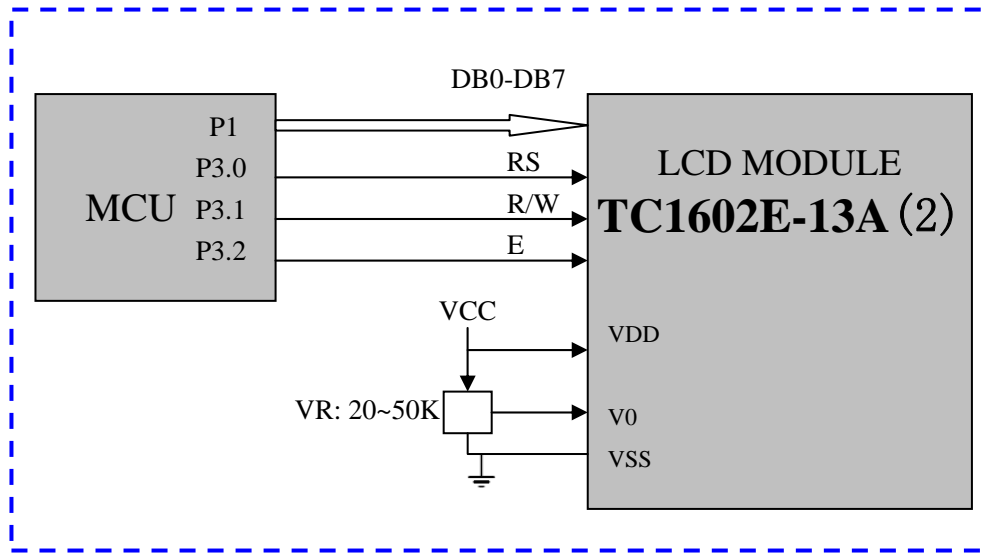 DB0-DB7
P1
P3.0
MCU P3.1
P3.2
RS
R/W
E
LCD MODULE
TC1602E-13A（2）
VCC
VDD
VR: 20~50K
V0
VSS